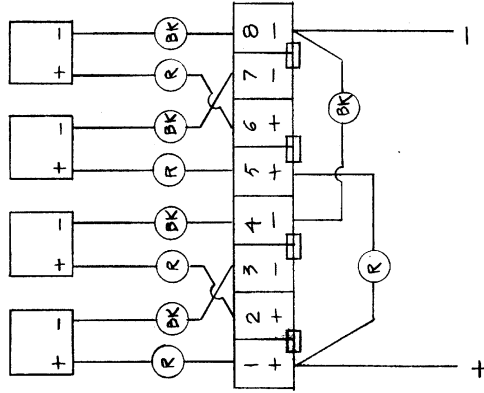 + - + - + - + -
R BK R BK R BK R BK
1 2 3 4 5 6 7 8
+ + - - + + - -
BK
R
+ -